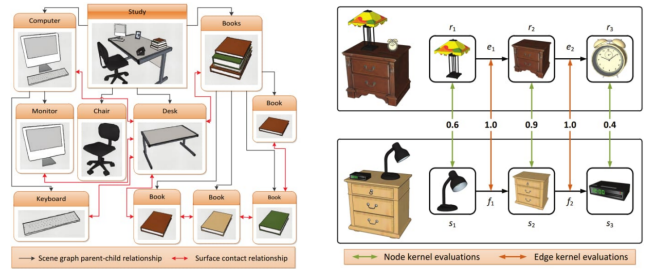 Study
Computer
Books
Monitor
Chair
Desk
Book
Keyboard
Book
Book
Book
Scene graph parent-child relationship
Surface contact relationship
r1
r2
r3
e1
e2
0.6
1.0
0.9
1.0
0.4
f1
f2
s1
s2
s3
Node kernel evaluations
Edge kernel evaluations